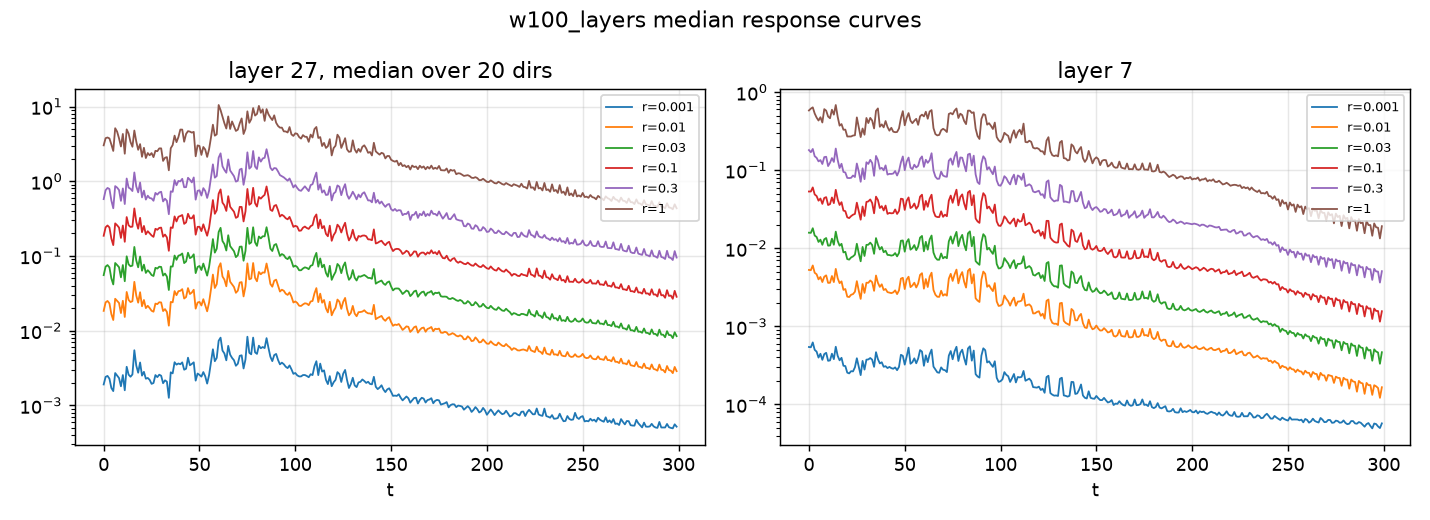 w100_layers median response curves
layer 27, median over 20 dirs
10¹
10⁰
10⁻¹
10⁻²
10⁻³
0 50 100 150 200 250 300
t
r=0.001
r=0.01
r=0.03
r=0.1
r=0.3
r=1
layer 7
10⁰
10⁻¹
10⁻²
10⁻³
10⁻⁴
0 50 100 150 200 250 300
t
r=0.001
r=0.01
r=0.03
r=0.1
r=0.3
r=1